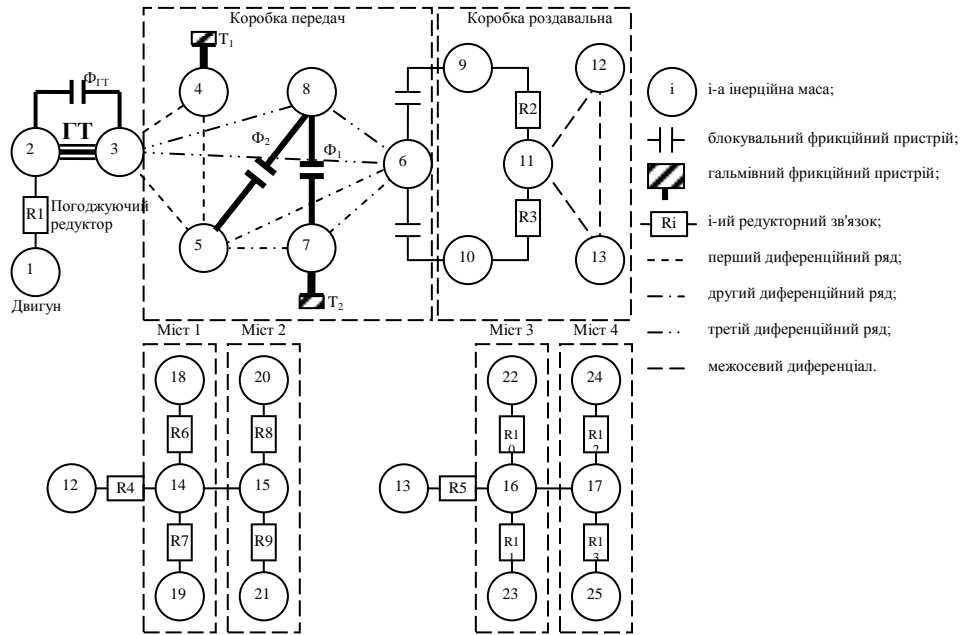 Коробка передач
Коробка роздавальна
Т1
ФГТ
4
8
9
12
i
і-а інерційна маса;
ГТ
Ф2
Ф1
R2
2
3
6
11
блокувальний фрикційний пристрій;
гальмівний фрикційний пристрій;
R1
Погоджуючий
редуктор
R3
Ri
і-ий редукторний зв'язок;
5
7
10
13
1
перший диференційний ряд;
Двигун
Т2
другий диференційний ряд;
Міст 1
Міст 2
Міст 3
Міст 4
третій диференційний ряд;
18
20
22
24
межосевий диференціал.
R6
R8
R10
R12
12
R4
14
15
13
R5
16
17
R7
R9
R11
R13
19
21
23
25